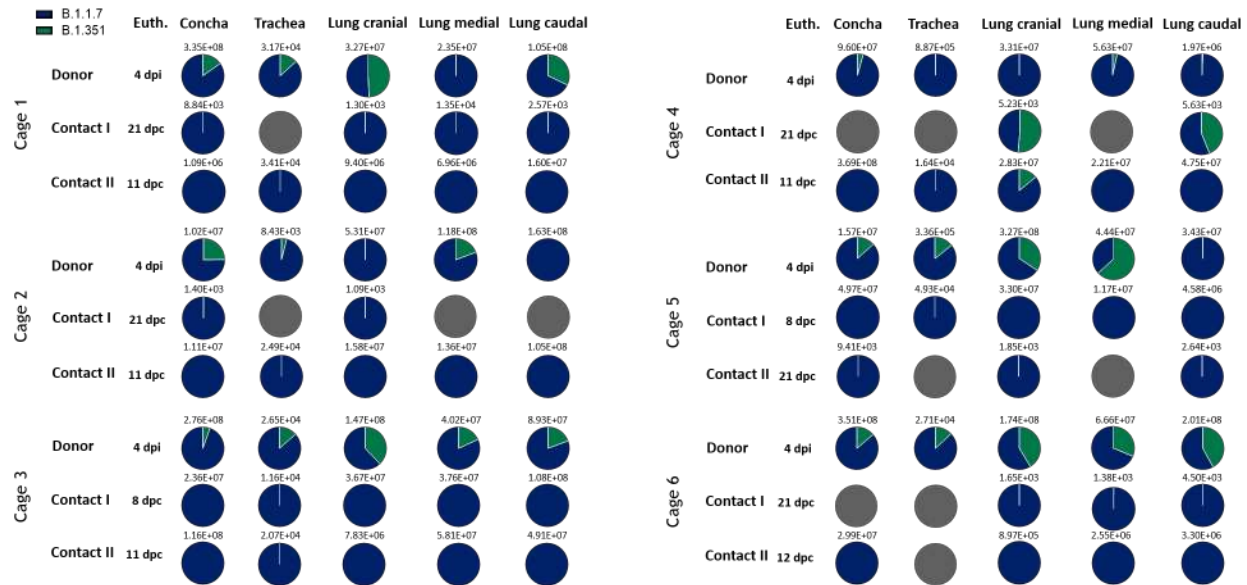 B.1.1.7
B.1.351
Euth. Concha Trachea Lung cranial Lung medial Lung caudal
Cage 1
3.35E+08 3.17E+04 3.27E+07 2.35E+07 1.05E+08
Donor 4 dpi
8.84E+03 1.30E+03 1.35E+04 2.57E+03
Contact I 21 dpc
1.09E+06 3.41E+04 9.40E+06 6.96E+06 1.60E+07
Contact II 11 dpc
Cage 2
1.02E+07 8.43E+03 5.31E+07 1.18E+08 1.63E+08
Donor 4 dpi
1.40E+03 1.09E+03
Contact I 21 dpc
1.11E+07 2.49E+04 1.58E+07 1.36E+07 1.05E+08
Contact II 11 dpc
Cage 3
2.76E+08 2.65E+04 1.47E+08 4.02E+07 8.93E+07
Donor 4 dpi
2.36E+07 1.16E+04 3.67E+07 3.76E+07 1.08E+08
Contact I 8 dpc
1.16E+08 2.07E+04 7.83E+06 5.81E+07 4.91E+07
Contact II 11 dpc
Euth. Concha Trachea Lung cranial Lung medial Lung caudal
Cage 4
9.60E+07 8.87E+05 3.31E+07 5.63E+07 1.97E+06
Donor 4 dpi
5.23E+03 5.63E+03
Contact I 21 dpc
3.69E+08 1.64E+04 2.83E+07 2.21E+07 4.75E+07
Contact II 11 dpc
Cage 5
1.57E+07 3.36E+05 3.27E+08 4.44E+07 3.43E+07
Donor 4 dpi
4.97E+07 4.93E+04 3.30E+07 1.17E+07 4.58E+06
Contact I 8 dpc
9.41E+03 1.85E+03 2.64E+03
Contact II 21 dpc
Cage 6
3.51E+08 2.71E+04 1.74E+08 6.66E+07 2.01E+08
Donor 4 dpi
1.65E+03 1.38E+03 4.50E+03
Contact I 21 dpc
2.99E+07 8.97E+05 2.55E+06 3.30E+06
Contact II 12 dpc